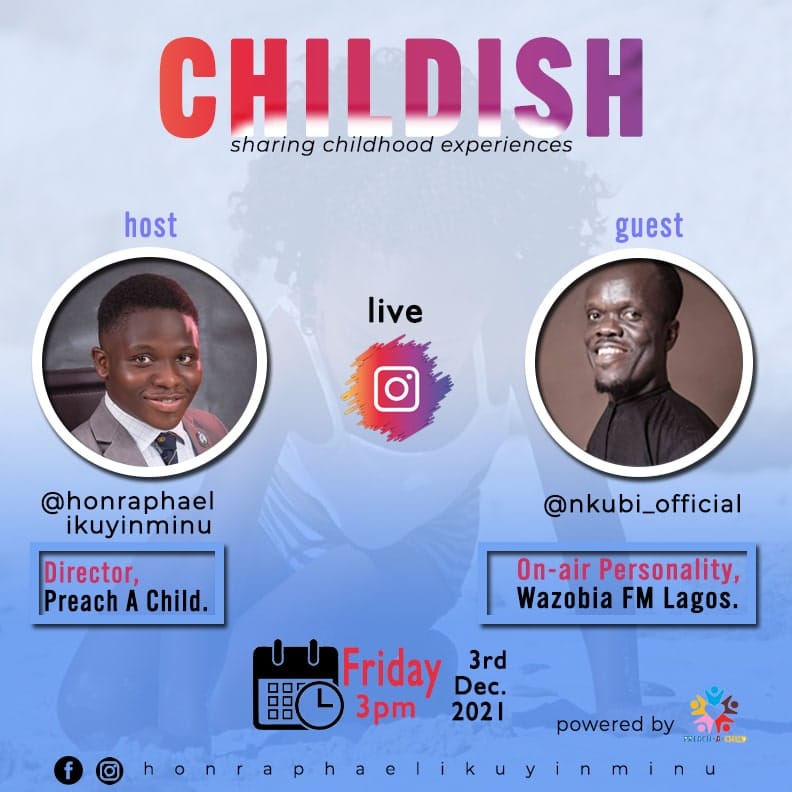 CHILDISH
sharing childhood experiences
host
guest
live
@honraphael
ikuyinminu
@nkubi_official
Director,
Preach A Child.
On-air Personality,
Wazobia FM Lagos.
Friday
3pm
3rd
Dec.
2021
powered by
PREACH-A
honraphaelikuyinminu